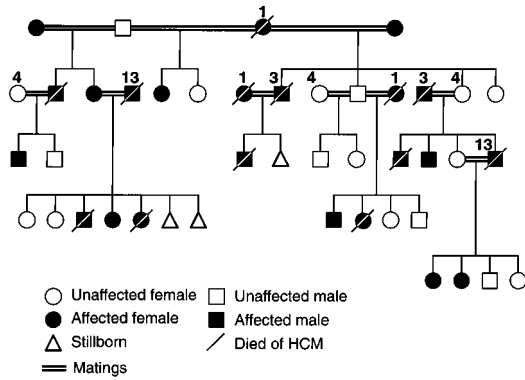 1
4 13 1 3 4 1 3 4
13
Unaffected female Unaffected male
Affected female Affected male
Stillborn Died of HCM
Matings